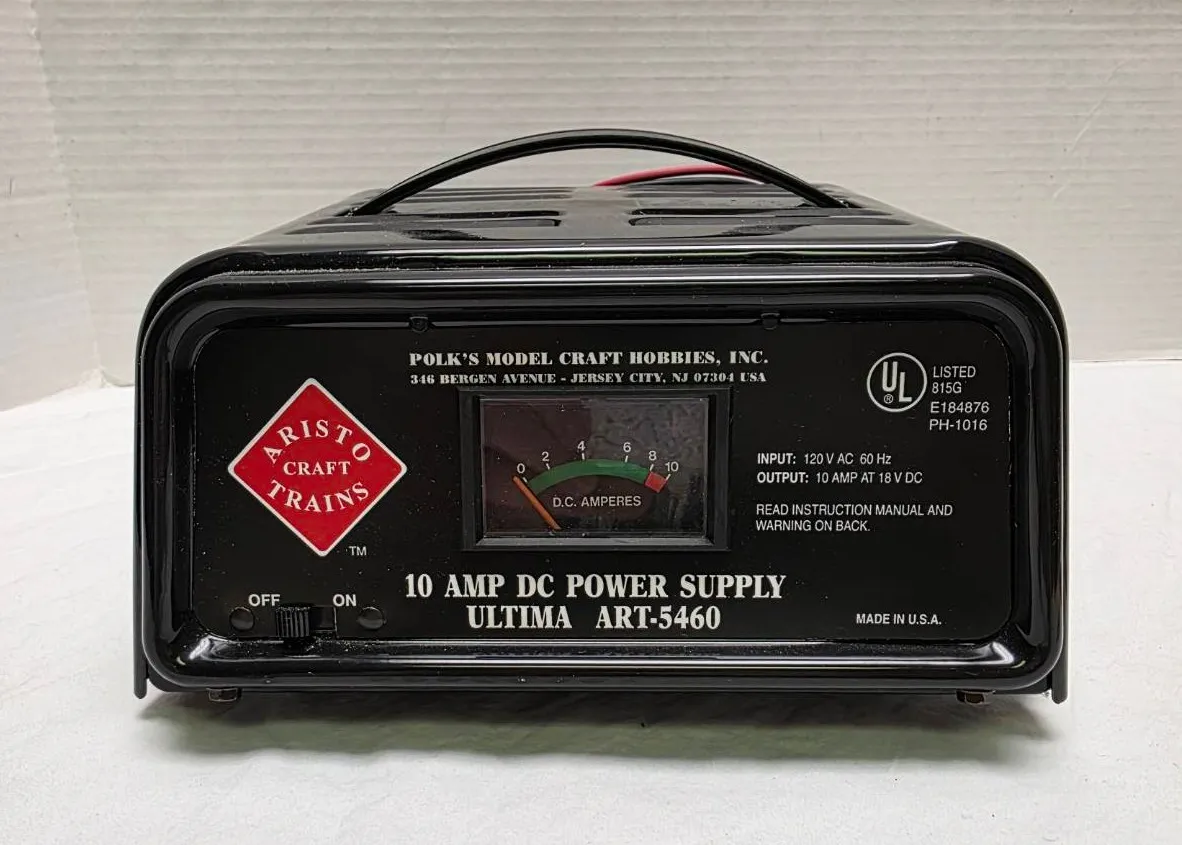 POLK'S MODEL CRAFT HOBBIES, INC.
346 BERGEN AVENUE - JERSEY CITY, NJ 07304 USA
ARISTO
CRAFT
TRAINS
TM
0 2 4 6 8 10
D.C. AMPERES
UL
®
LISTED
815G
E184876
PH-1016
INPUT: 120 V AC 60 Hz
OUTPUT: 10 AMP AT 18 V DC
READ INSTRUCTION MANUAL AND
WARNING ON BACK.
OFF ON
10 AMP DC POWER SUPPLY
ULTIMA ART-5460
MADE IN U.S.A.